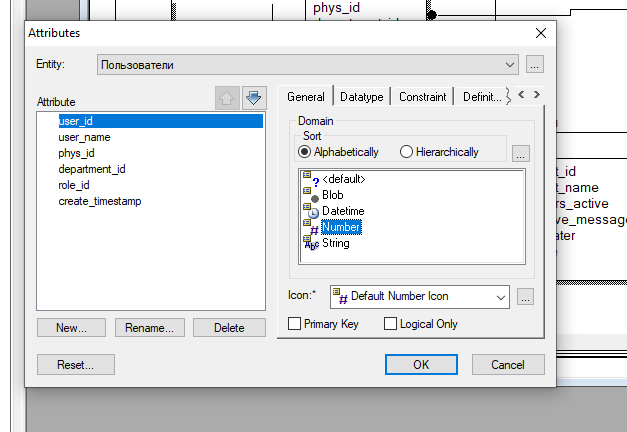 phys_id
Attributes
Entity:
Пользователи
...
Attribute
user_id
user_name
phys_id
department_id
role_id
create_timestamp
New...
Rename...
Delete
Reset...
General
Datatype
Constraint
Definit...
Domain
Sort
Alphabetically
Hierarchically
...
<default>
Blob
Datetime
Number
String
Icon:*
Default Number Icon
...
Primary Key
Logical Only
OK
Cancel
t_id
t_name
rs_active
ve_message
ater